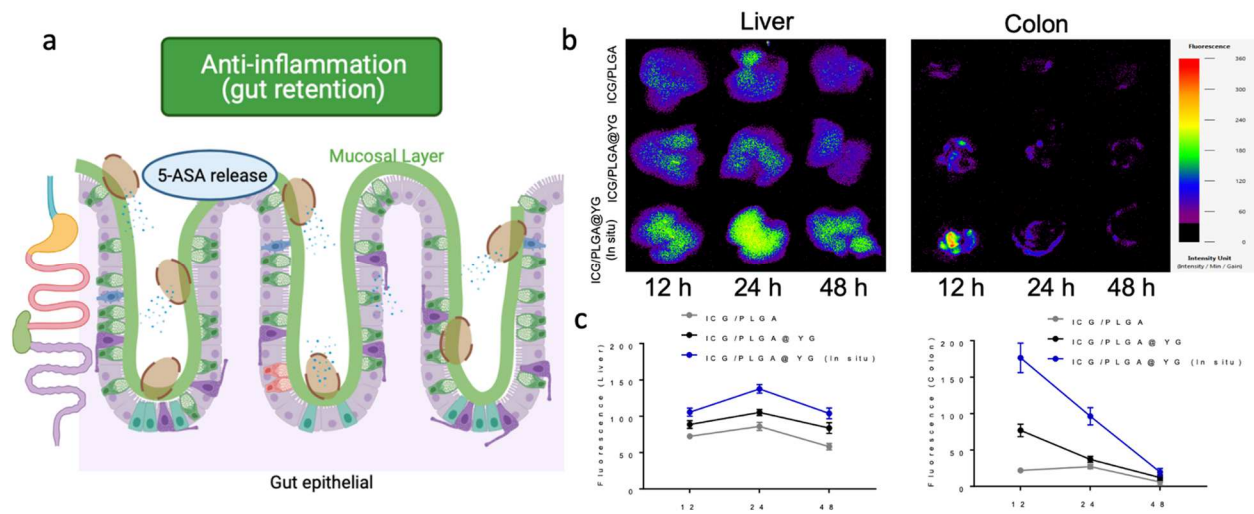 a
Anti-inflammation
(gut retention)
5-ASA release
Mucosal Layer
Gut epithelial
b
Liver
Colon
ICG/PLGA
ICG/PLGA@YG
ICG/PLGA@YG
(In situ)
12 h
24 h
48 h
12 h
24 h
48 h
Fluorescence
360
300
240
180
120
60
0
Intensity Unit
(Intensity / Min / Gain)
c
ICG/PLGA
ICG/PLGA@YG
ICG/PLGA@YG (In situ)
Fluorescence (Liver)
200
150
100
50
0
12
24
48
ICG/PLGA
ICG/PLGA@YG
ICG/PLGA@YG (In situ)
Fluorescence (Colon)
200
150
100
50
0
12
24
48